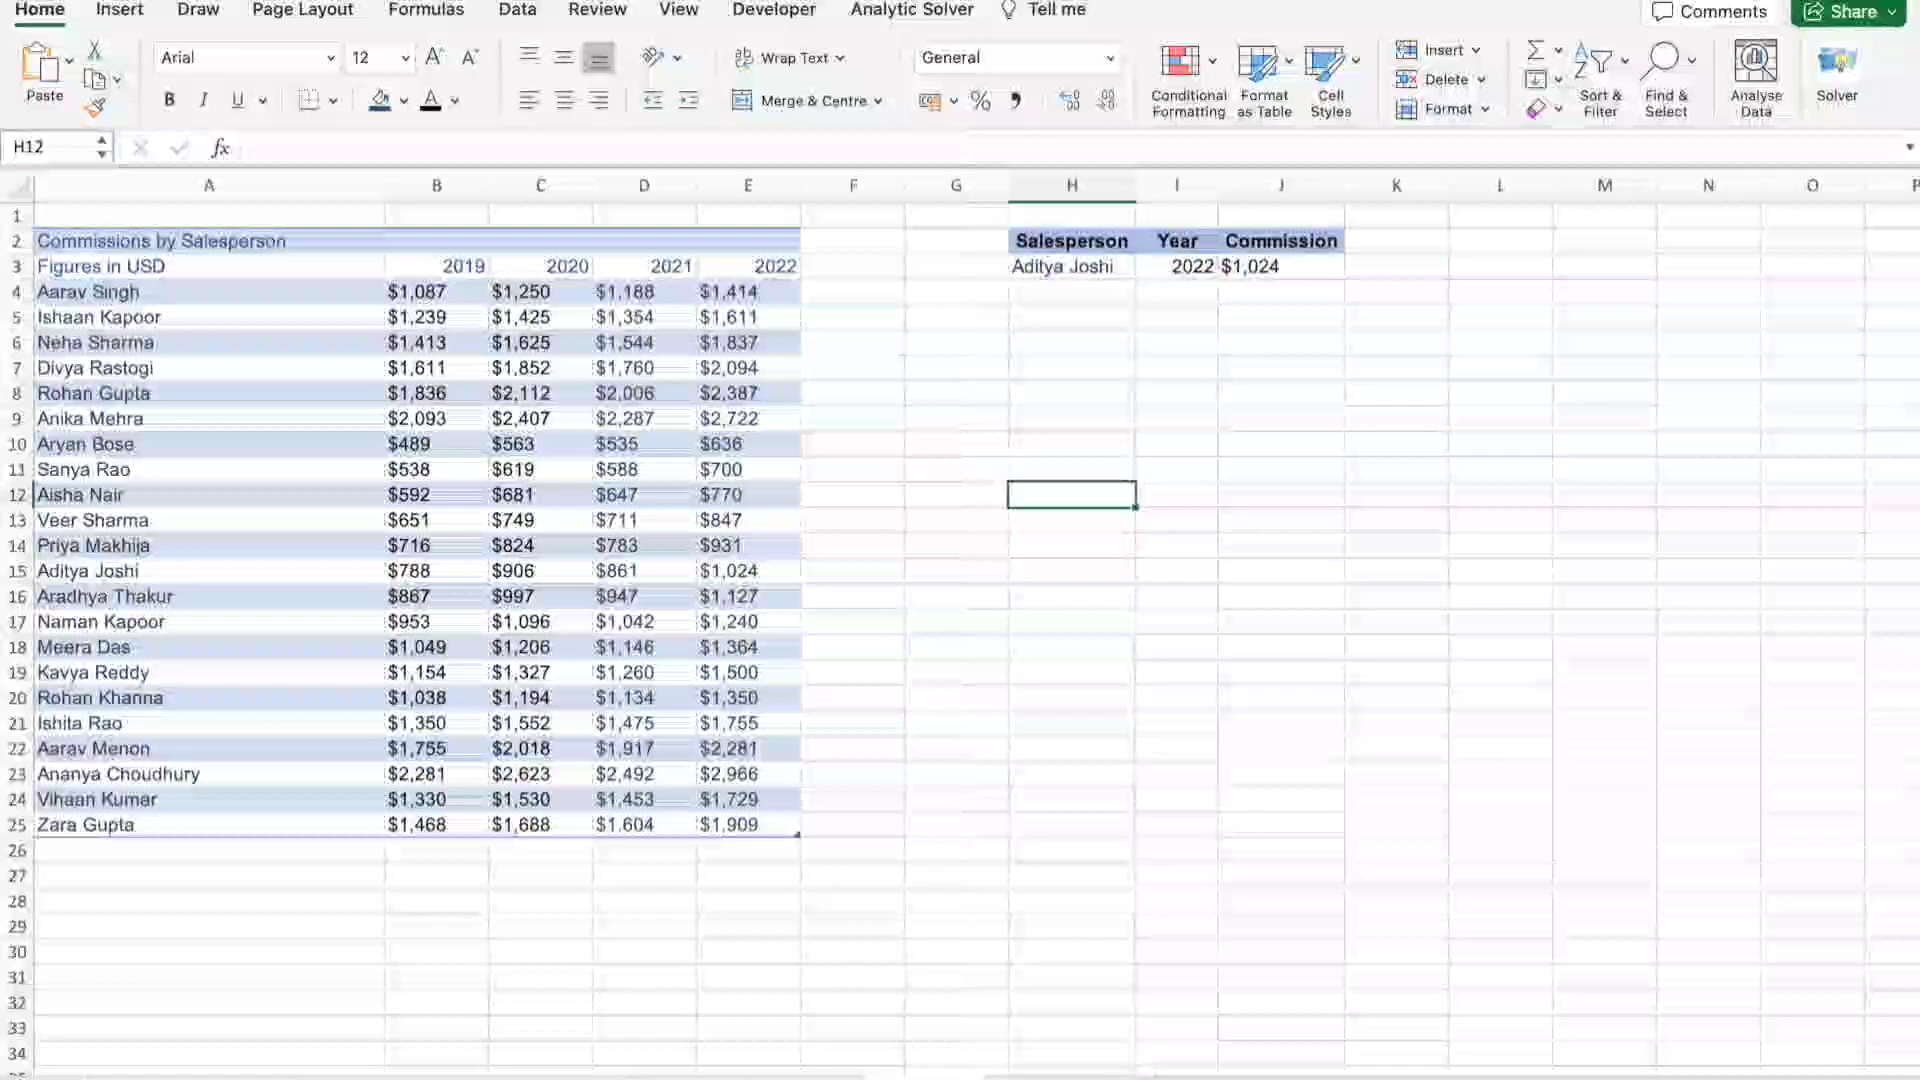 Home Insert Draw Page Layout Formulas Data Review View Developer Analytic Solver Tell me Comments Share
Paste Arial 12 A A Wrap Text General Insert
B I U A Merge & Centre % Conditional Formatting Format as Table Cell Styles Delete Format Sort & Filter Find & Select Analyse Data Solver
H12 fx
A B C D E F G H I J K L M N O P
1
2 Commissions by Salesperson Salesperson Year Commission
3 Figures in USD 2019 2020 2021 2022 Aditya Joshi 2022 $1,024
4 Aarav Singh $1,087 $1,250 $1,188 $1,414
5 Ishaan Kapoor $1,239 $1,425 $1,354 $1,611
6 Neha Sharma $1,413 $1,625 $1,544 $1,837
7 Divya Rastogi $1,611 $1,852 $1,760 $2,094
8 Rohan Gupta $1,836 $2,112 $2,006 $2,387
9 Anika Mehra $2,093 $2,407 $2,287 $2,722
10 Aryan Bose $489 $563 $535 $636
11 Sanya Rao $538 $619 $588 $700
12 Aisha Nair $592 $681 $647 $770
13 Veer Sharma $651 $749 $711 $847
14 Priya Makhija $716 $824 $783 $931
15 Aditya Joshi $788 $906 $861 $1,024
16 Aradhya Thakur $867 $997 $947 $1,127
17 Naman Kapoor $953 $1,096 $1,042 $1,240
18 Meera Das $1,049 $1,206 $1,146 $1,364
19 Kavya Reddy $1,154 $1,327 $1,260 $1,500
20 Rohan Khanna $1,038 $1,194 $1,134 $1,350
21 Ishita Rao $1,350 $1,552 $1,475 $1,755
22 Aarav Menon $1,755 $2,018 $1,917 $2,281
23 Ananya Choudhury $2,281 $2,623 $2,492 $2,966
24 Vihaan Kumar $1,330 $1,530 $1,453 $1,729
25 Zara Gupta $1,468 $1,688 $1,604 $1,909
26
27
28
29
30
31
32
33
34